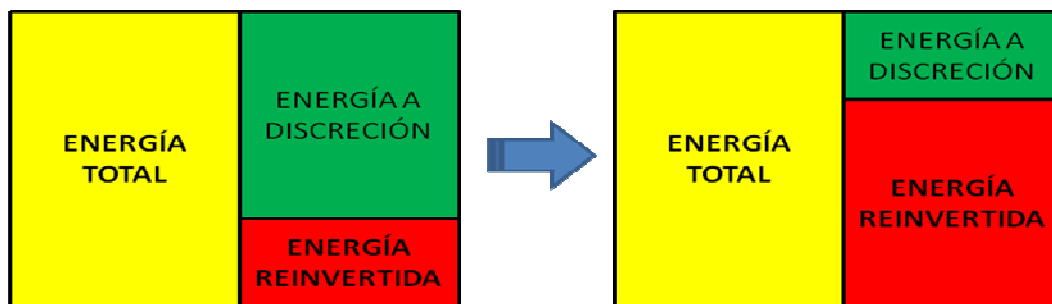 ENERGÍA
TOTAL
ENERGÍA A
DISCRECIÓN
ENERGÍA
REINVERTIDA
ENERGÍA
TOTAL
ENERGÍA A
DISCRECIÓN
ENERGÍA
REINVERTIDA